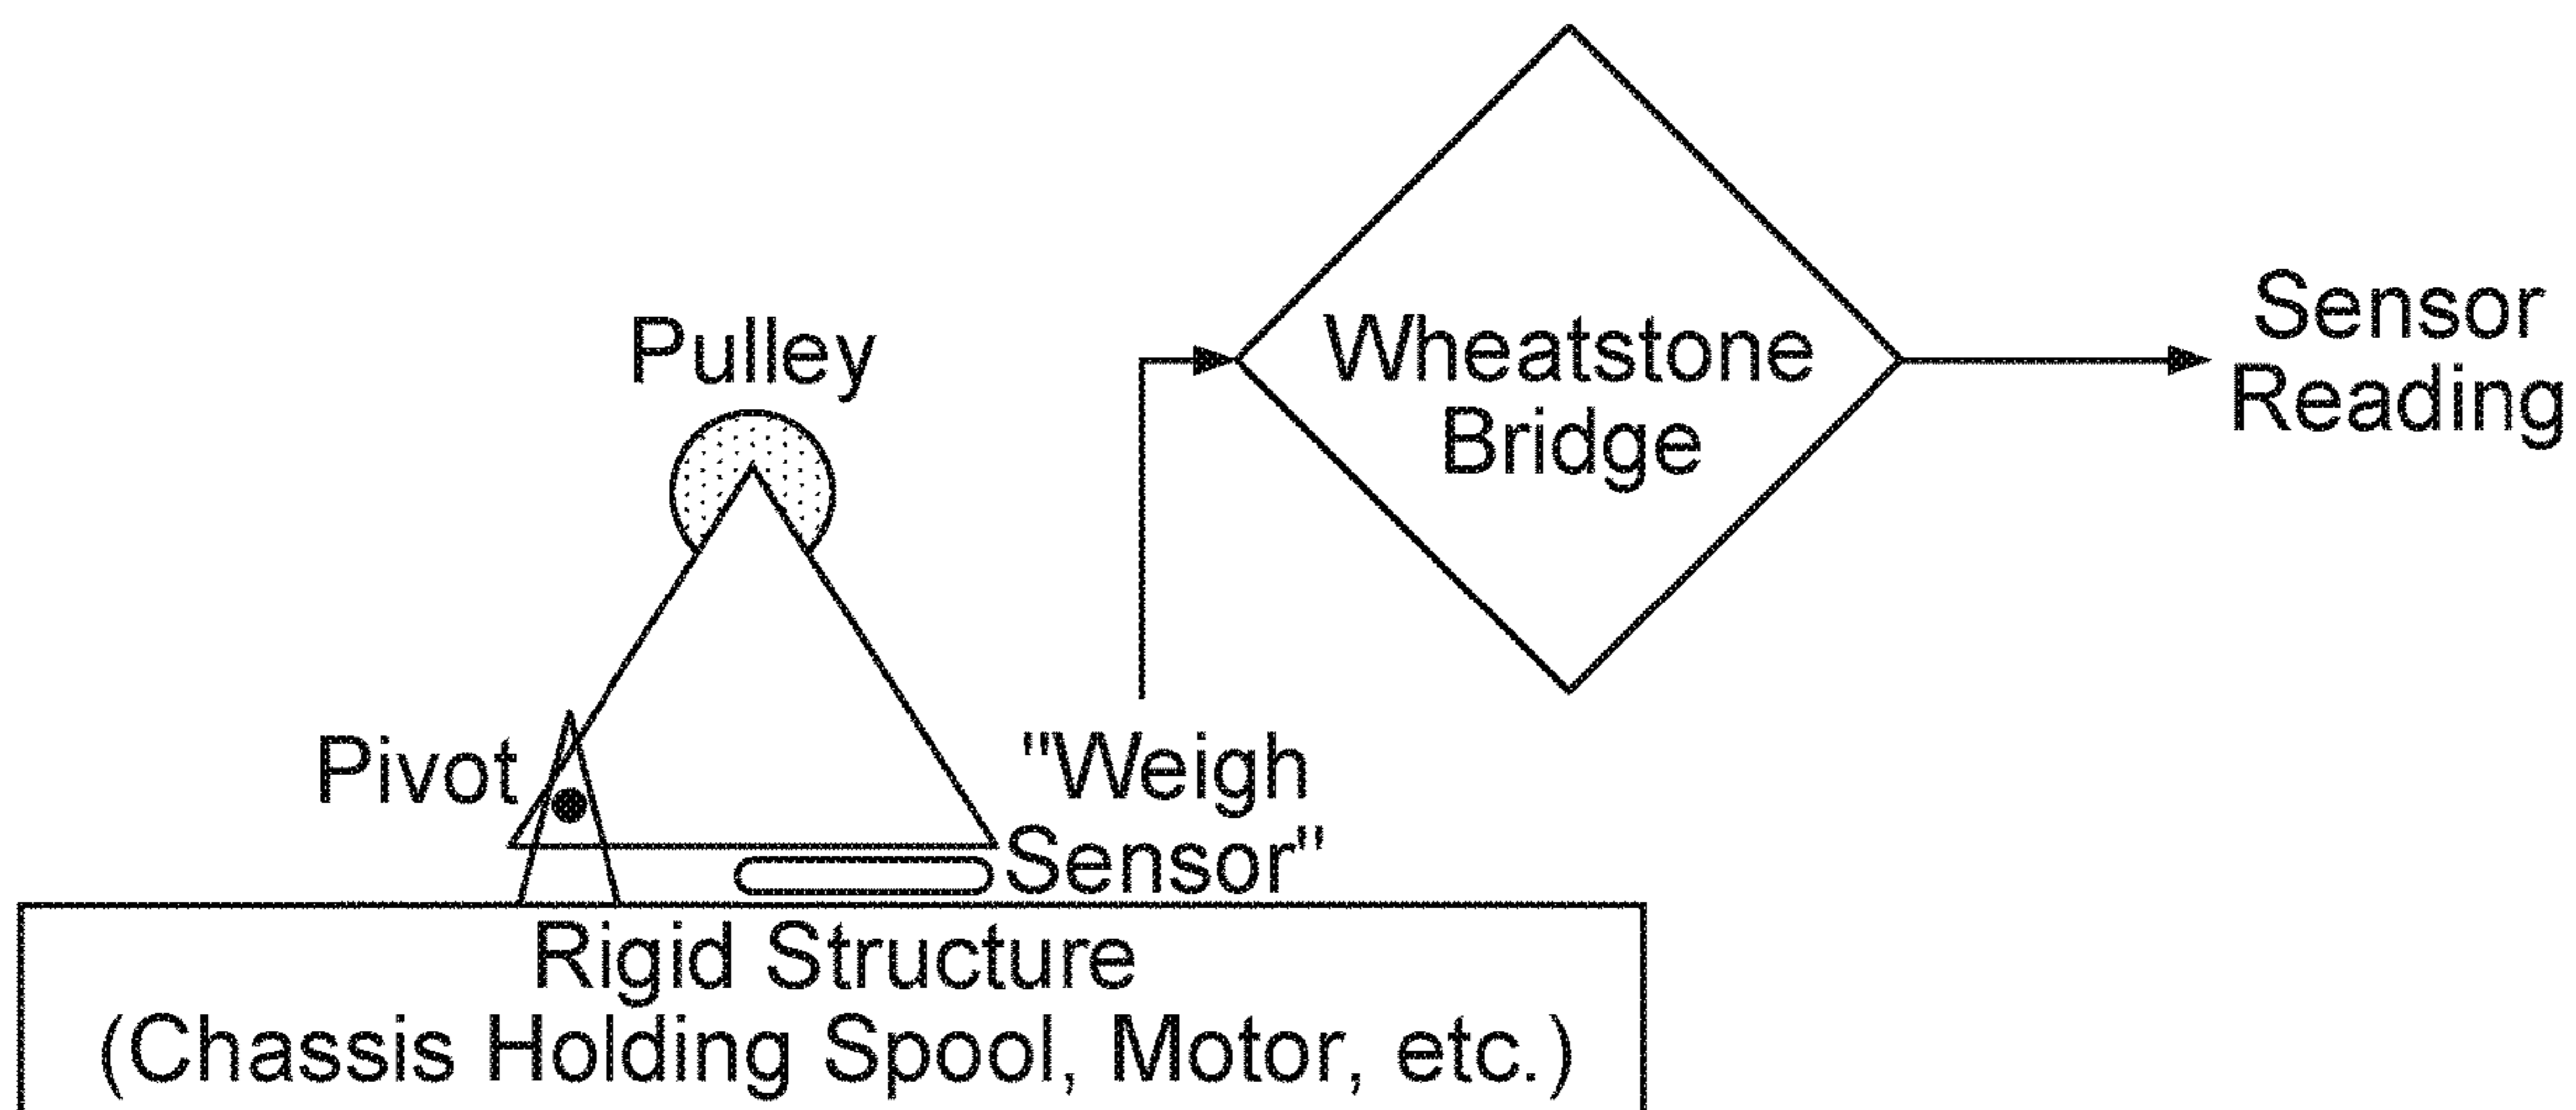 Pulley
Wheatstone
Bridge
Sensor
Reading
Pivot
"Weigh
Sensor"
Rigid Structure
(Chassis Holding Spool, Motor, etc.)